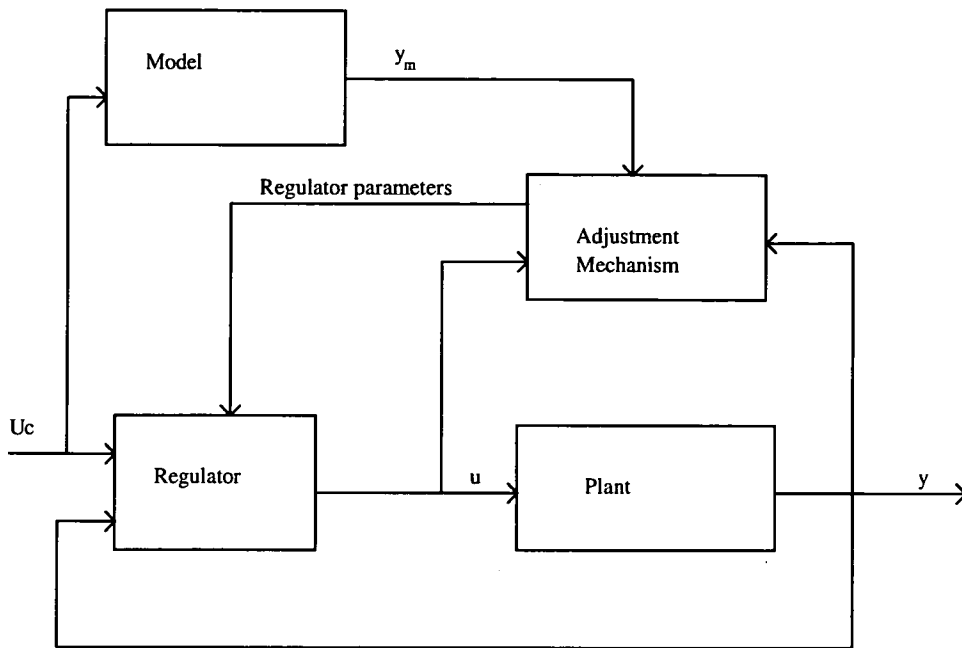 Model
y_m
Regulator parameters
Adjustment
Mechanism
Uc
Regulator
u
Plant
y